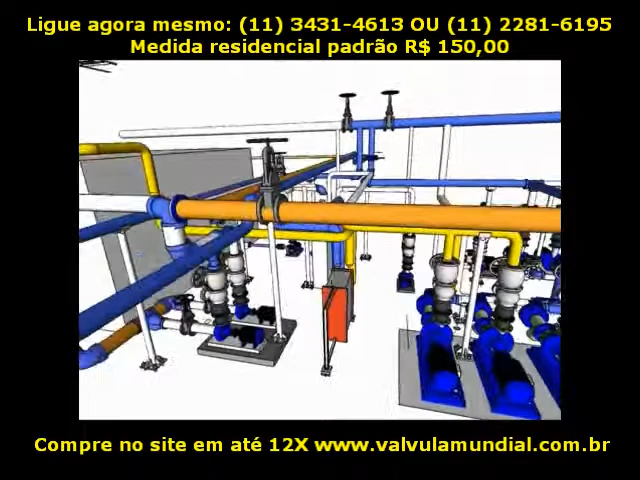 Ligue agora mesmo: (11) 3431-4613 OU (11) 2281-6195
Medida residencial padrão R$ 150,00
Compre no site em até 12X www.valvulamundial.com.br